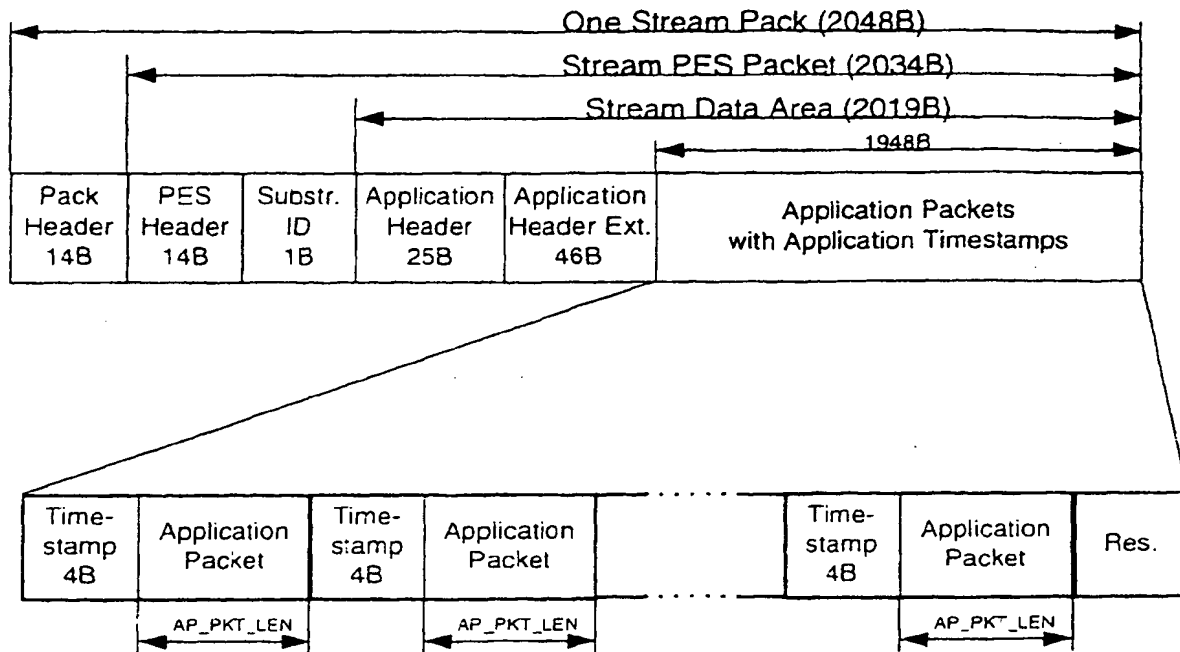 One Stream Pack (2048B)
Stream PES Packet (2034B)
Stream Data Area (2019B)
1948B
Pack Header 14B
PES Header 14B
Substr. ID 1B
Application Header 25B
Application Header Ext. 46B
Application Packets
with Application Timestamps
Time-
stamp
4B
Application
Packet
Time-
stamp
4B
Application
Packet
Time-
stamp
4B
Application
Packet
Res.
AP_PKT_LEN
AP_PKT_LEN
AP_PKT_LEN